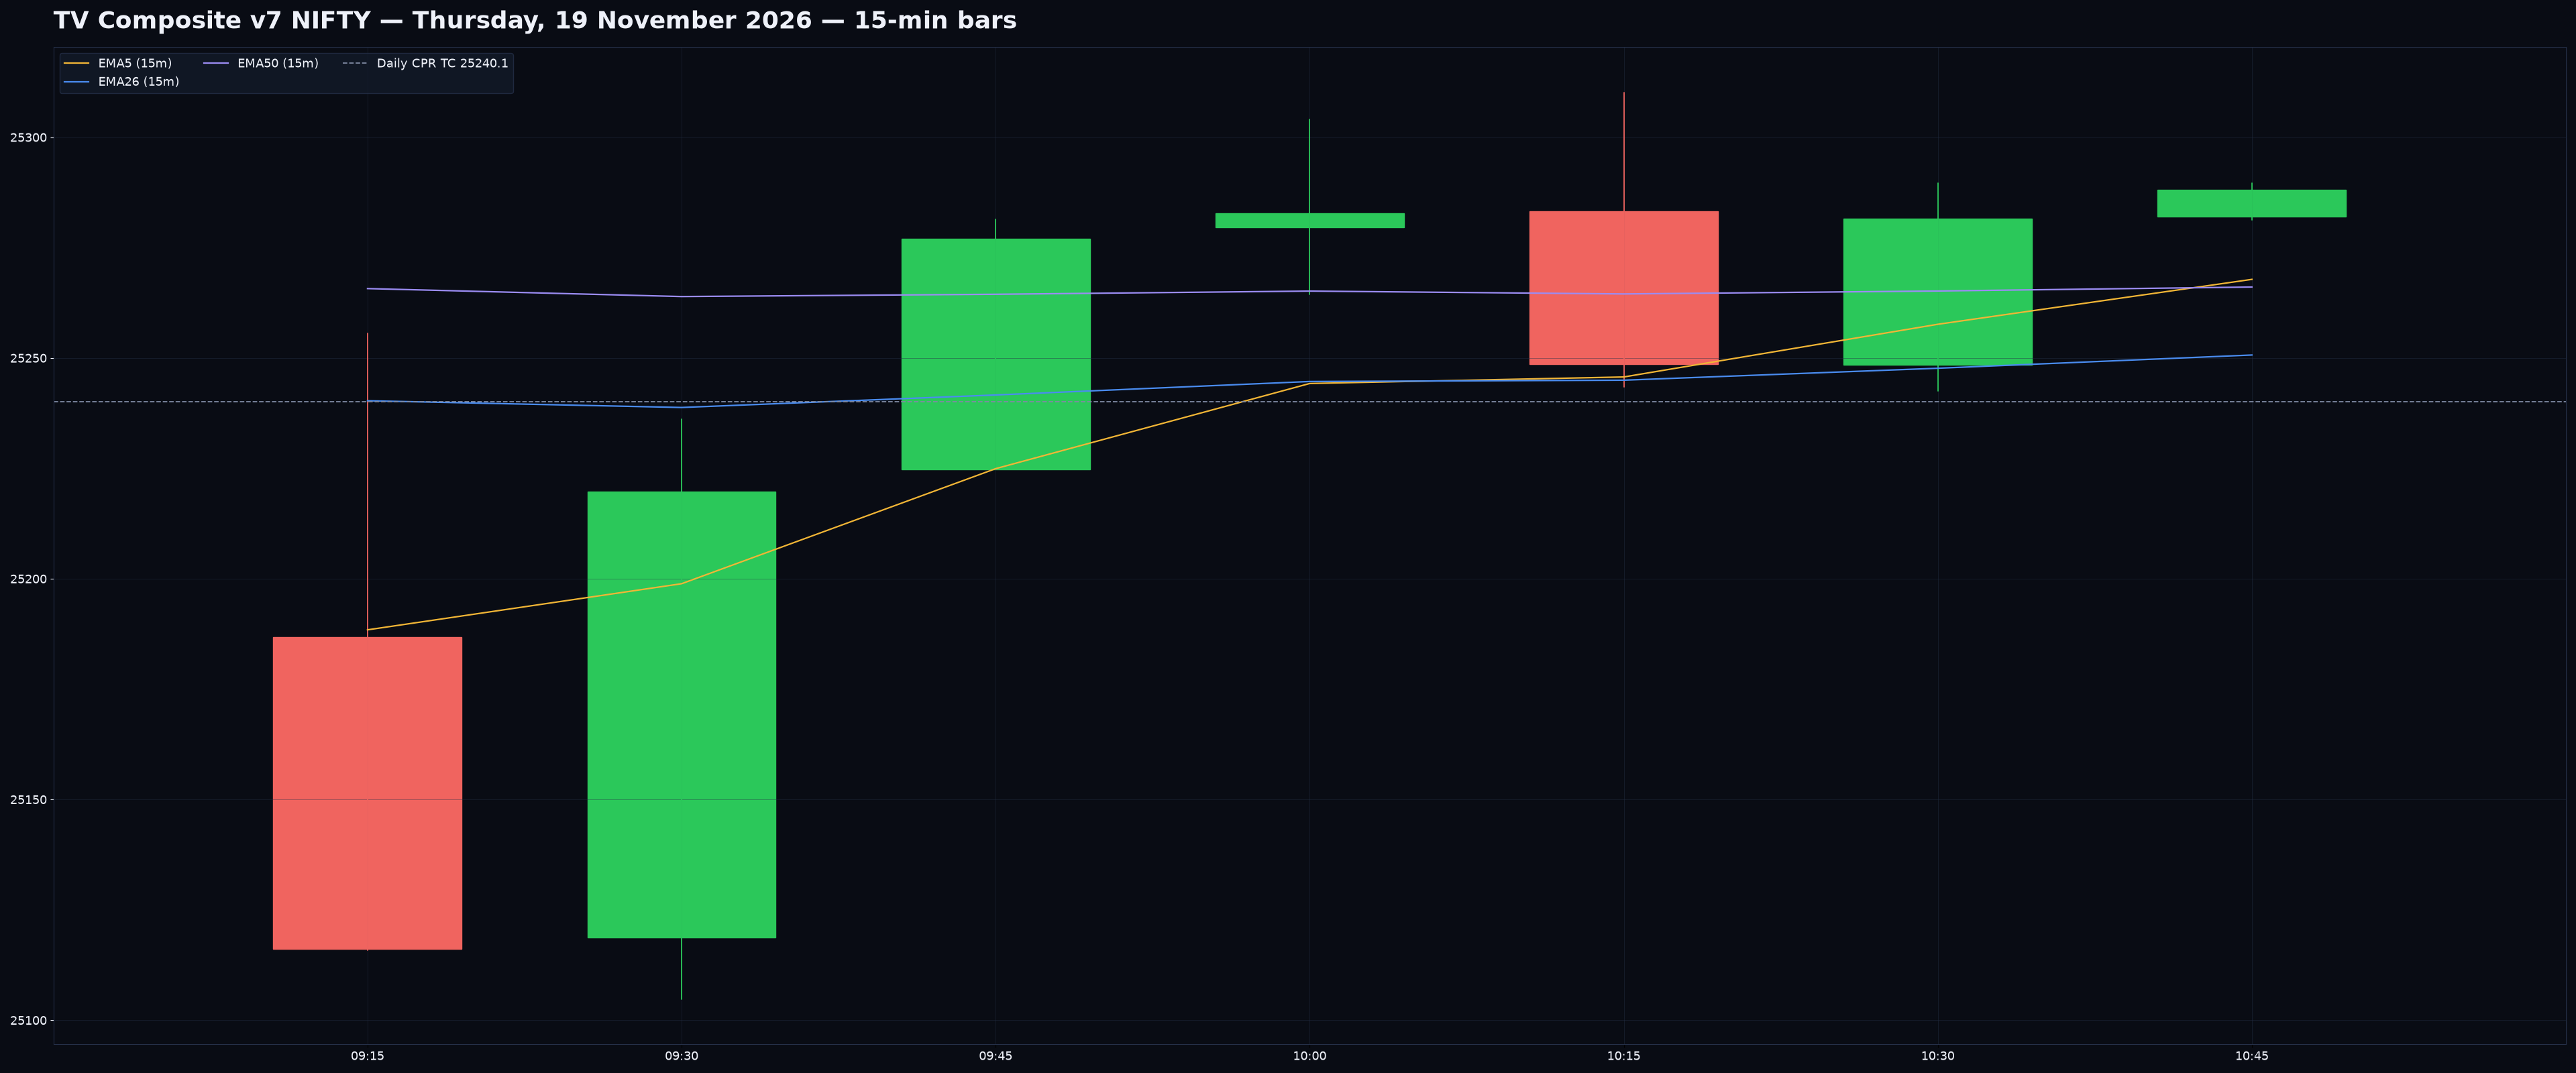 TV Composite v7 NIFTY — Thursday, 19 November 2026 — 15-min bars
EMA5 (15m) EMA50 (15m) Daily CPR TC 25240.1
EMA26 (15m)
25300
25250
25200
25150
25100
09:15 09:30 09:45 10:00 10:15 10:30 10:45